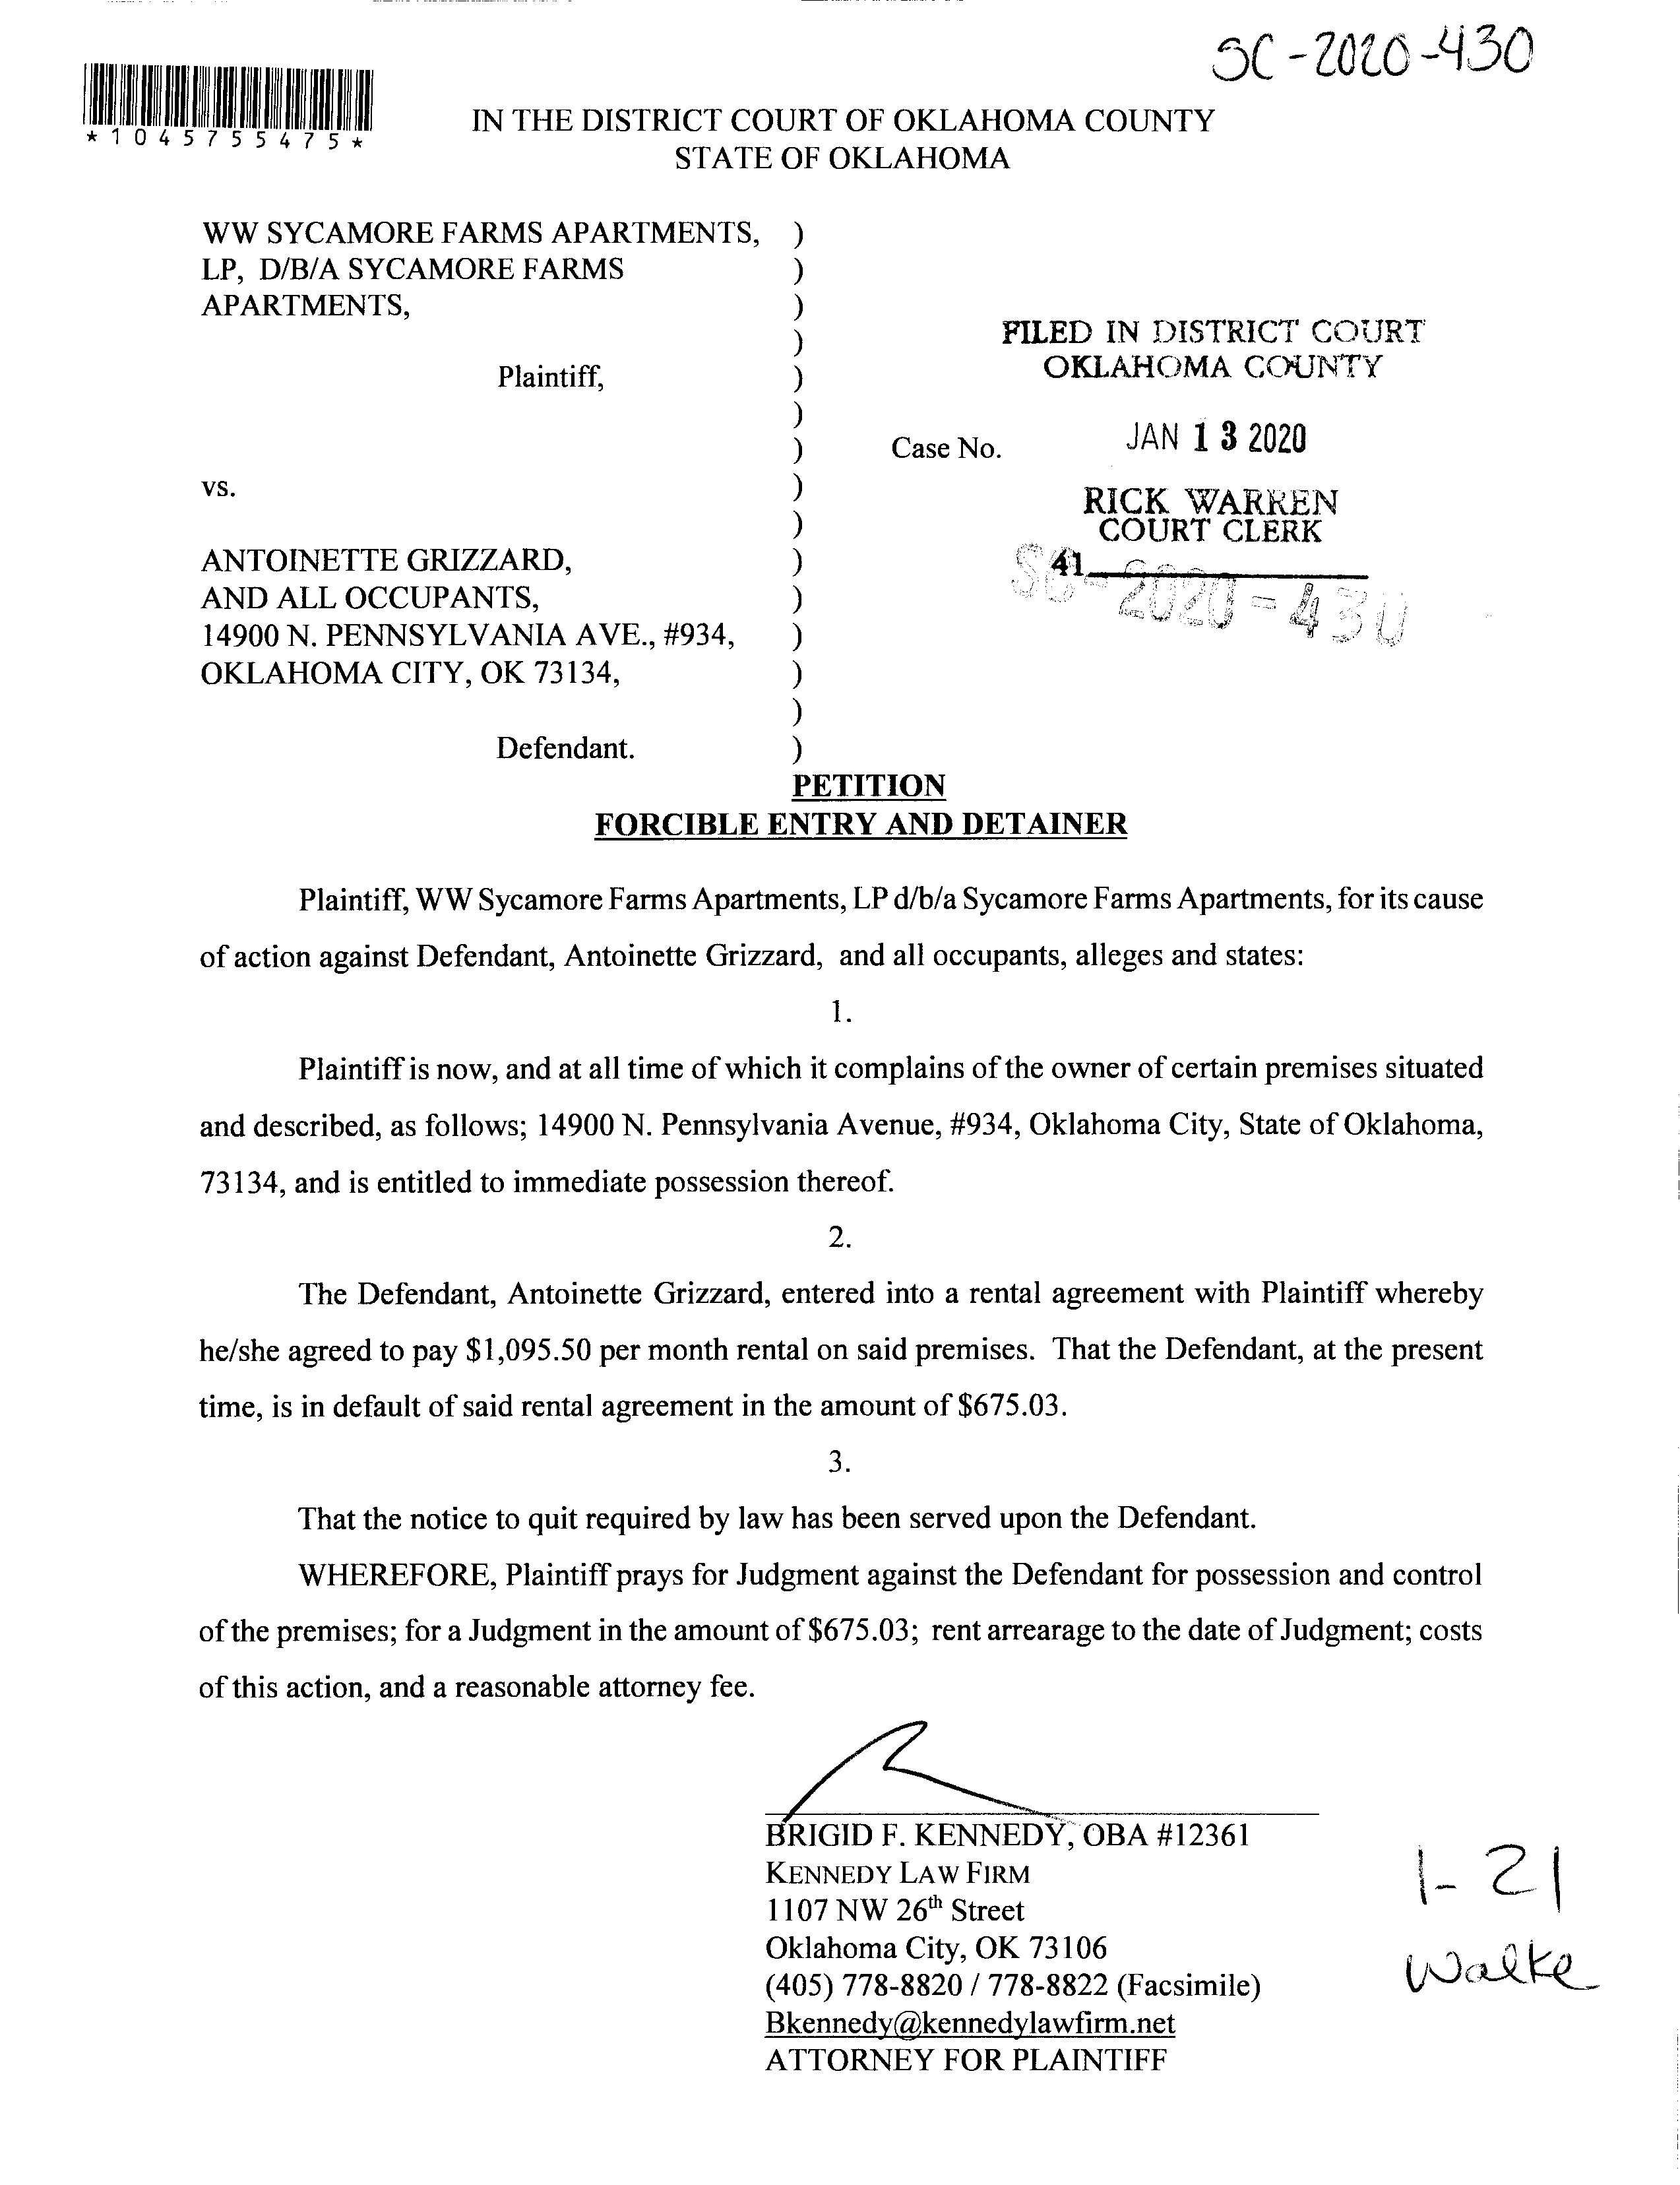 SC-2020-430
*1045755475*
IN THE DISTRICT COURT OF OKLAHOMA COUNTY
STATE OF OKLAHOMA
WW SYCAMORE FARMS APARTMENTS, )
LP, D/B/A SYCAMORE FARMS )
APARTMENTS, )
)
Plaintiff, )
)
)
vs. )
)
ANTOINETTE GRIZZARD, )
AND ALL OCCUPANTS, )
14900 N. PENNSYLVANIA AVE., #934, )
OKLAHOMA CITY, OK 73134, )
)
Defendant. )
FILED IN DISTRICT COURT
OKLAHOMA COUNTY
Case No. JAN 13 2020
RICK WARREN
COURT CLERK
41
SC-2020-430
PETITION
FORCIBLE ENTRY AND DETAINER
Plaintiff, WW Sycamore Farms Apartments, LP d/b/a Sycamore Farms Apartments, for its cause
of action against Defendant, Antoinette Grizzard, and all occupants, alleges and states:
1.
Plaintiff is now, and at all time of which it complains of the owner of certain premises situated
and described, as follows; 14900 N. Pennsylvania Avenue, #934, Oklahoma City, State of Oklahoma,
73134, and is entitled to immediate possession thereof.
2.
The Defendant, Antoinette Grizzard, entered into a rental agreement with Plaintiff whereby
he/she agreed to pay $1,095.50 per month rental on said premises. That the Defendant, at the present
time, is in default of said rental agreement in the amount of $675.03.
3.
That the notice to quit required by law has been served upon the Defendant.
WHEREFORE, Plaintiff prays for Judgment against the Defendant for possession and control
of the premises; for a Judgment in the amount of $675.03; rent arrearage to the date of Judgment; costs
of this action, and a reasonable attorney fee.
BRIGID F. KENNEDY, OBA #12361
KENNEDY LAW FIRM
1107 NW 26th Street
Oklahoma City, OK 73106
(405) 778-8820 / 778-8822 (Facsimile)
Bkennedy@kennedylawfirm.net
ATTORNEY FOR PLAINTIFF
1-21
Walke